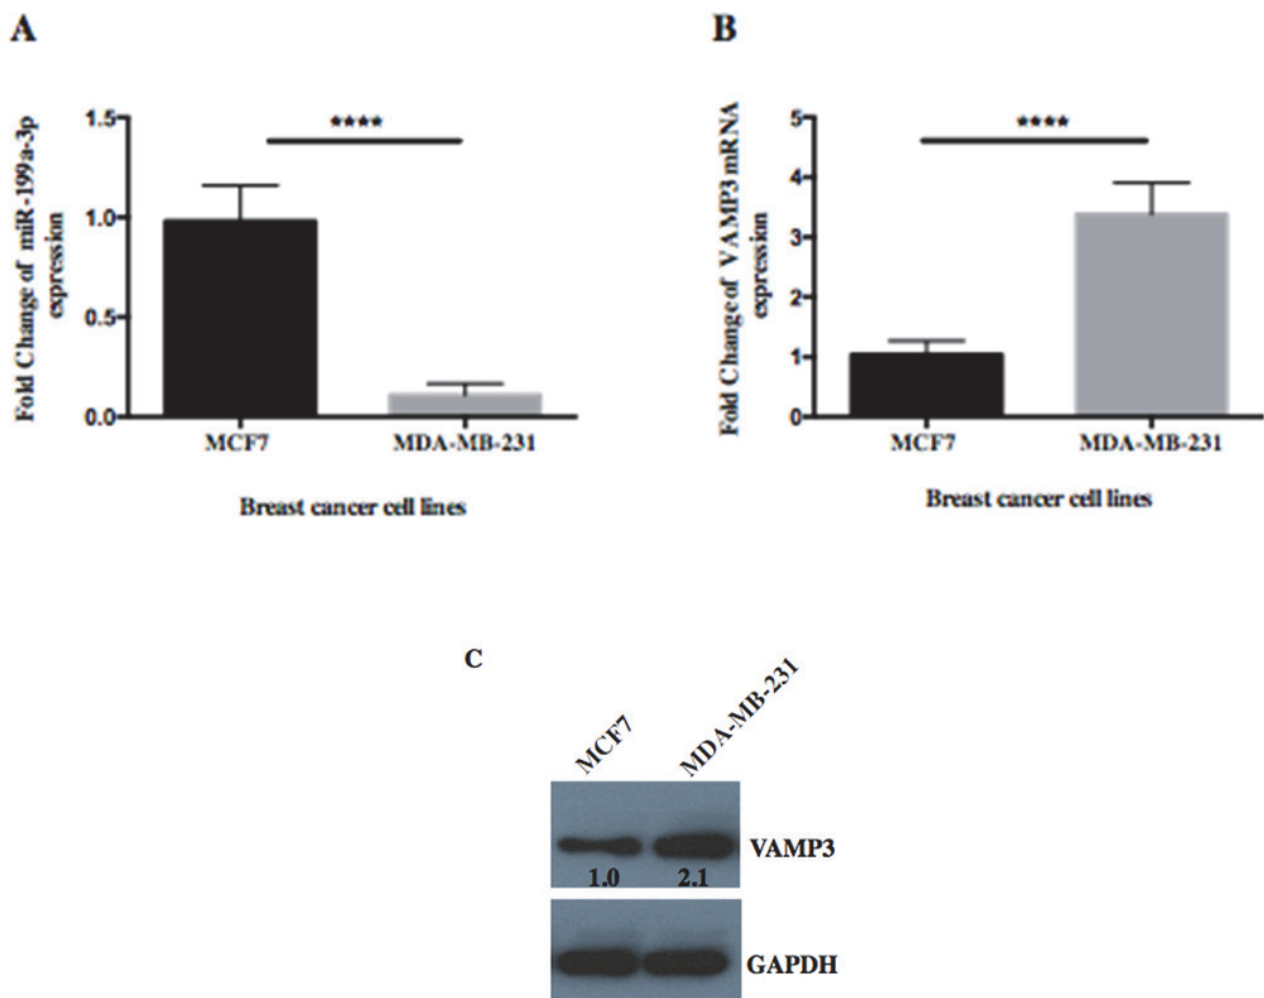 A
Fold Change of miR-199a-3p
expression
1.5
1.0
0.5
0.0
****
MCF7
MDA-MB-231
Breast cancer cell lines
B
Fold Change of VAMP3 mRNA
expression
5
4
3
2
1
0
****
MCF7
MDA-MB-231
Breast cancer cell lines
C
MCF7
MDA-MB-231
VAMP3
1.0 2.1
GAPDH